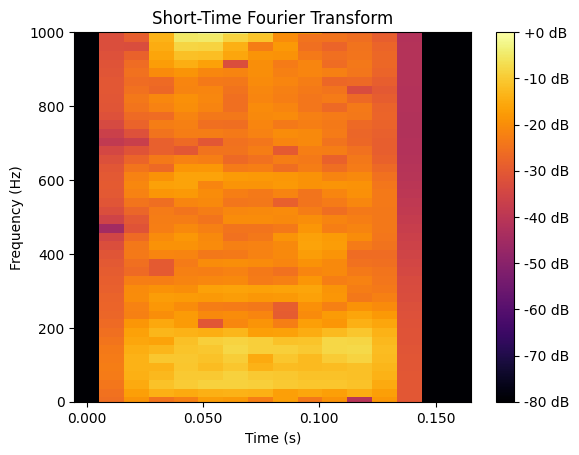 Short-Time Fourier Transform
1000
800
600
400
200
0
Frequency (Hz)
0.000
0.050
0.100
0.150
Time (s)
+0 dB
-10 dB
-20 dB
-30 dB
-40 dB
-50 dB
-60 dB
-70 dB
-80 dB